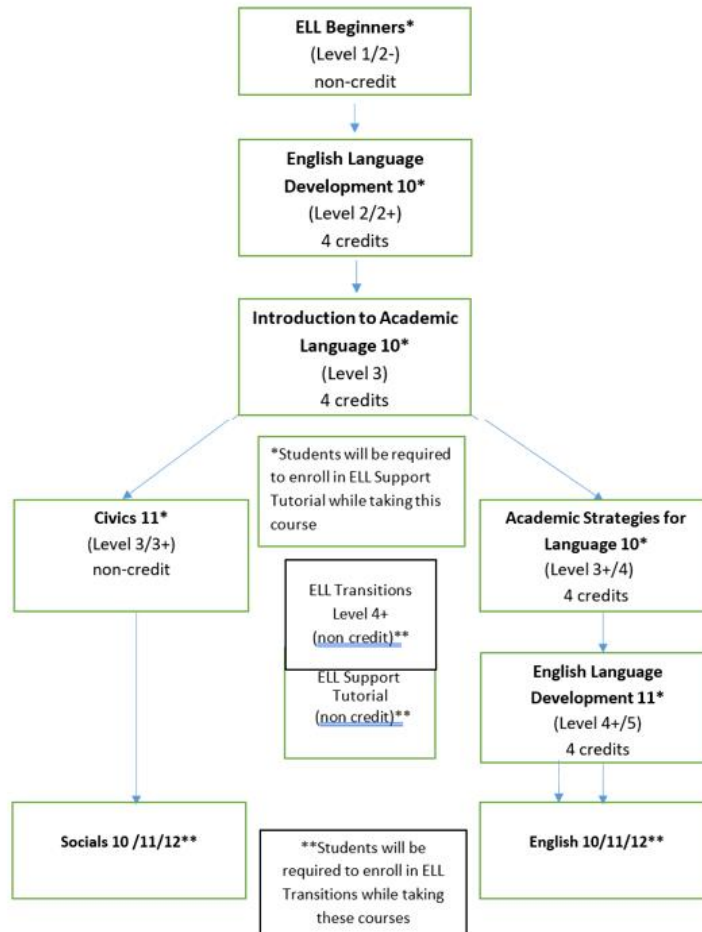 ELL Beginners*
(Level 1/2-)
non-credit
English Language
Development 10*
(Level 2/2+)
4 credits
Introduction to Academic
Language 10*
(Level 3)
4 credits
*Students will be required
to enroll in ELL Support
Tutorial while taking this
course
Civics 11*
(Level 3/3+)
non-credit
Academic Strategies for
Language 10*
(Level 3+/4)
4 credits
ELL Transitions
Level 4+
(non credit)**
ELL Support
Tutorial
(non credit)**
English Language
Development 11*
(Level 4+/5)
4 credits
Socials 10 /11/12**
**Students will be
required to enroll in ELL
Transitions while taking
these courses
English 10/11/12**